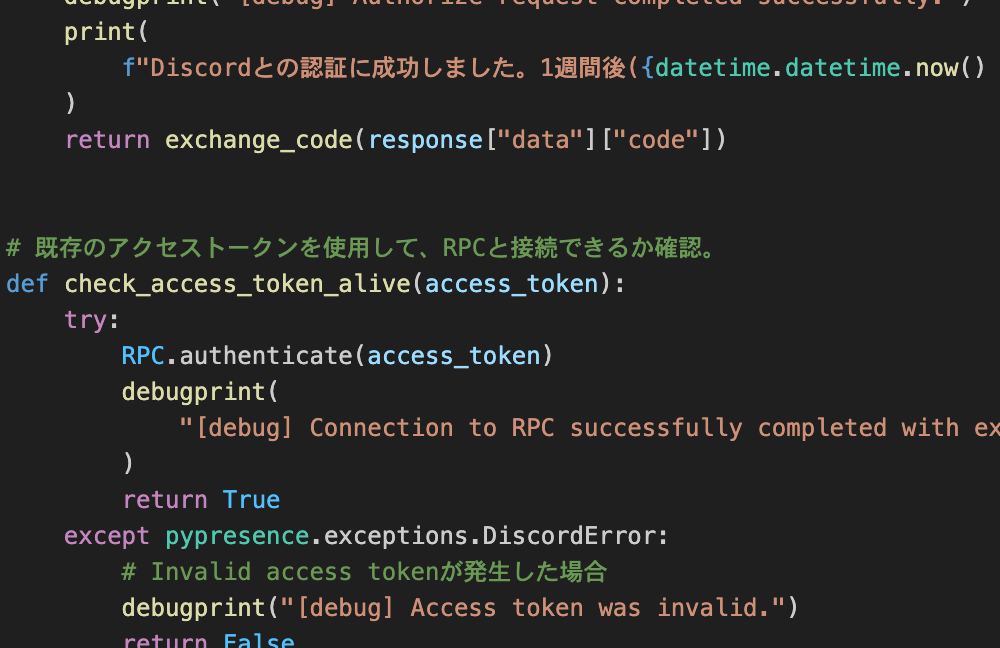 debugprint("[debug] Authorize request completed successfully.")
print(
f"Discordとの認証に成功しました。1週間後({datetime.datetime.now()
)
return exchange_code(response["data"]["code"])
# 既存のアクセストークンを使用して、RPCと接続できるか確認。
def check_access_token_alive(access_token):
try:
RPC.authenticate(access_token)
debugprint(
"[debug] Connection to RPC successfully completed with ex
)
return True
except pypresence.exceptions.DiscordError:
# Invalid access tokenが発生した場合
debugprint("[debug] Access token was invalid.")
return False